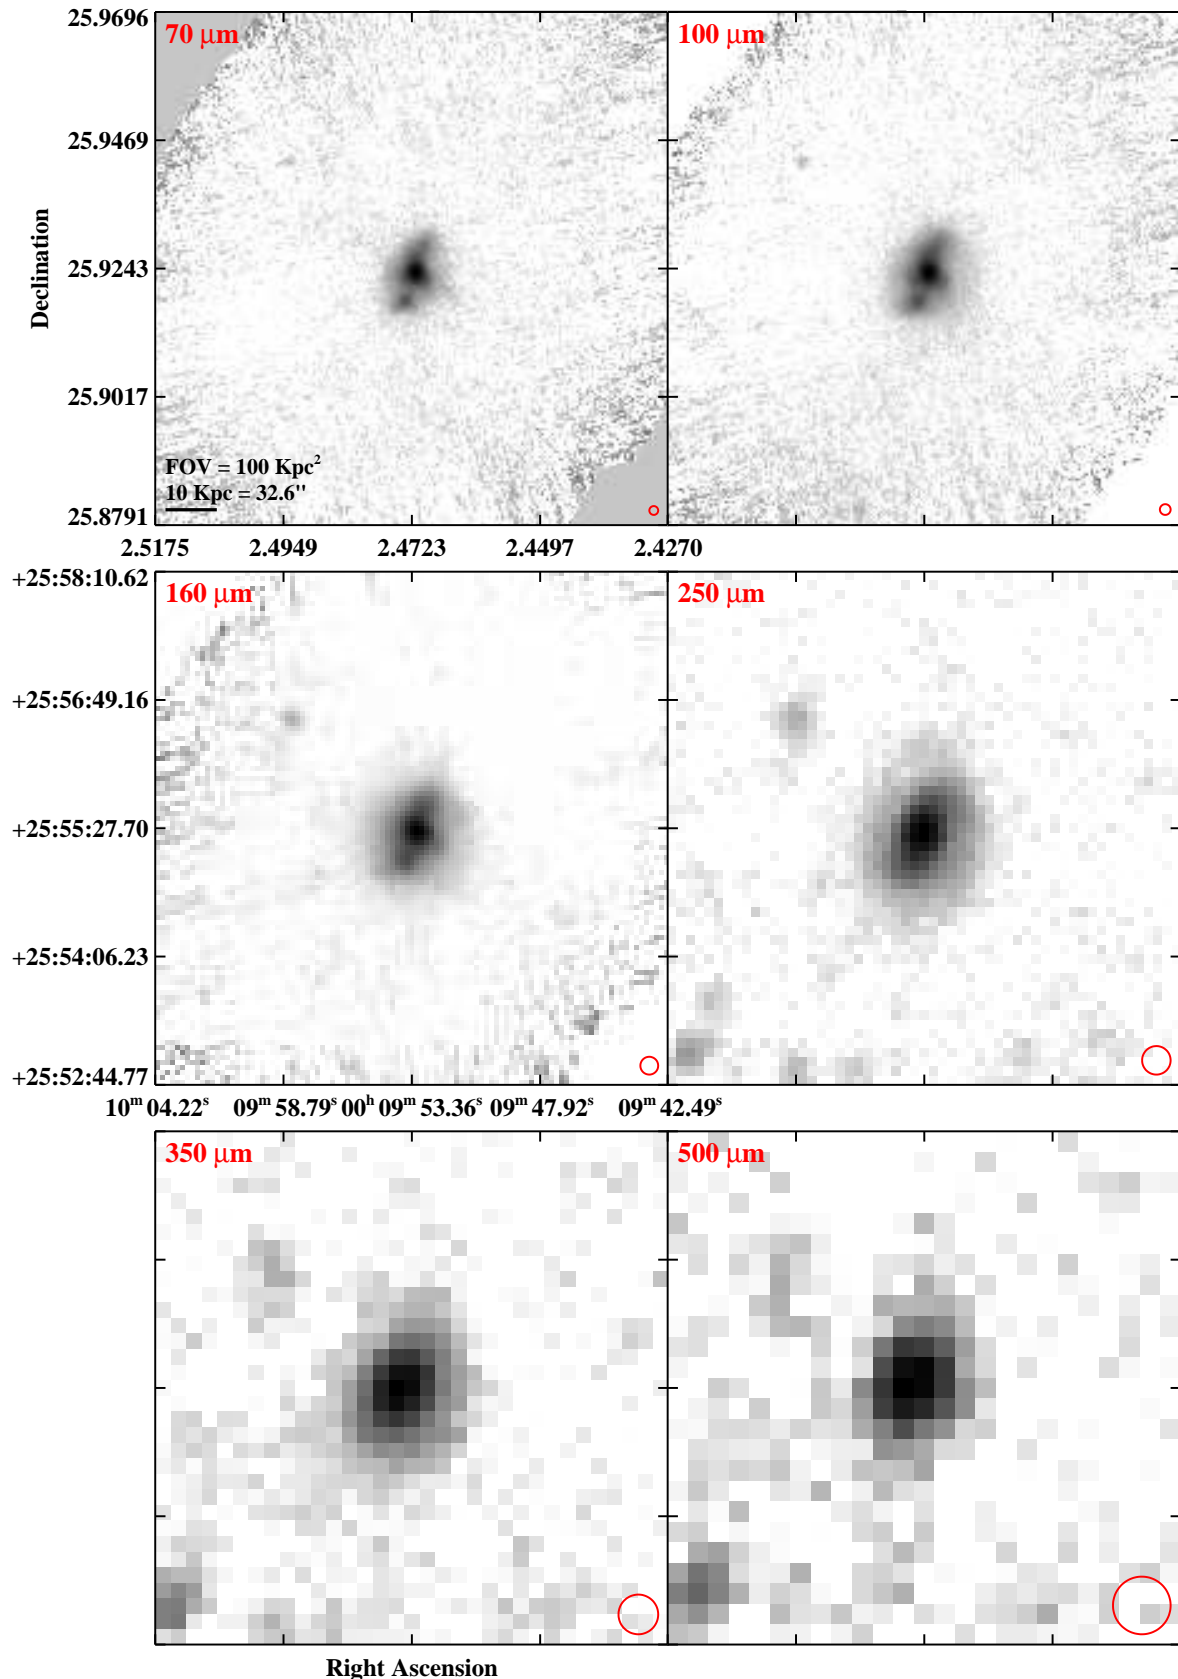 25.9696
70 μm
100 μm
25.9469
Declination
25.9243
25.9017
FOV = 100 Kpc²
10 Kpc = 32.6"
25.8791
2.5175 2.4949 2.4723 2.4497 2.4270
+25:58:10.62
160 μm
250 μm
+25:56:49.16
+25:55:27.70
+25:54:06.23
+25:52:44.77
10ᵐ 04.22ˢ 09ᵐ 58.79ˢ 00ʰ 09ᵐ 53.36ˢ 09ᵐ 47.92ˢ 09ᵐ 42.49ˢ
350 μm
500 μm
Right Ascension